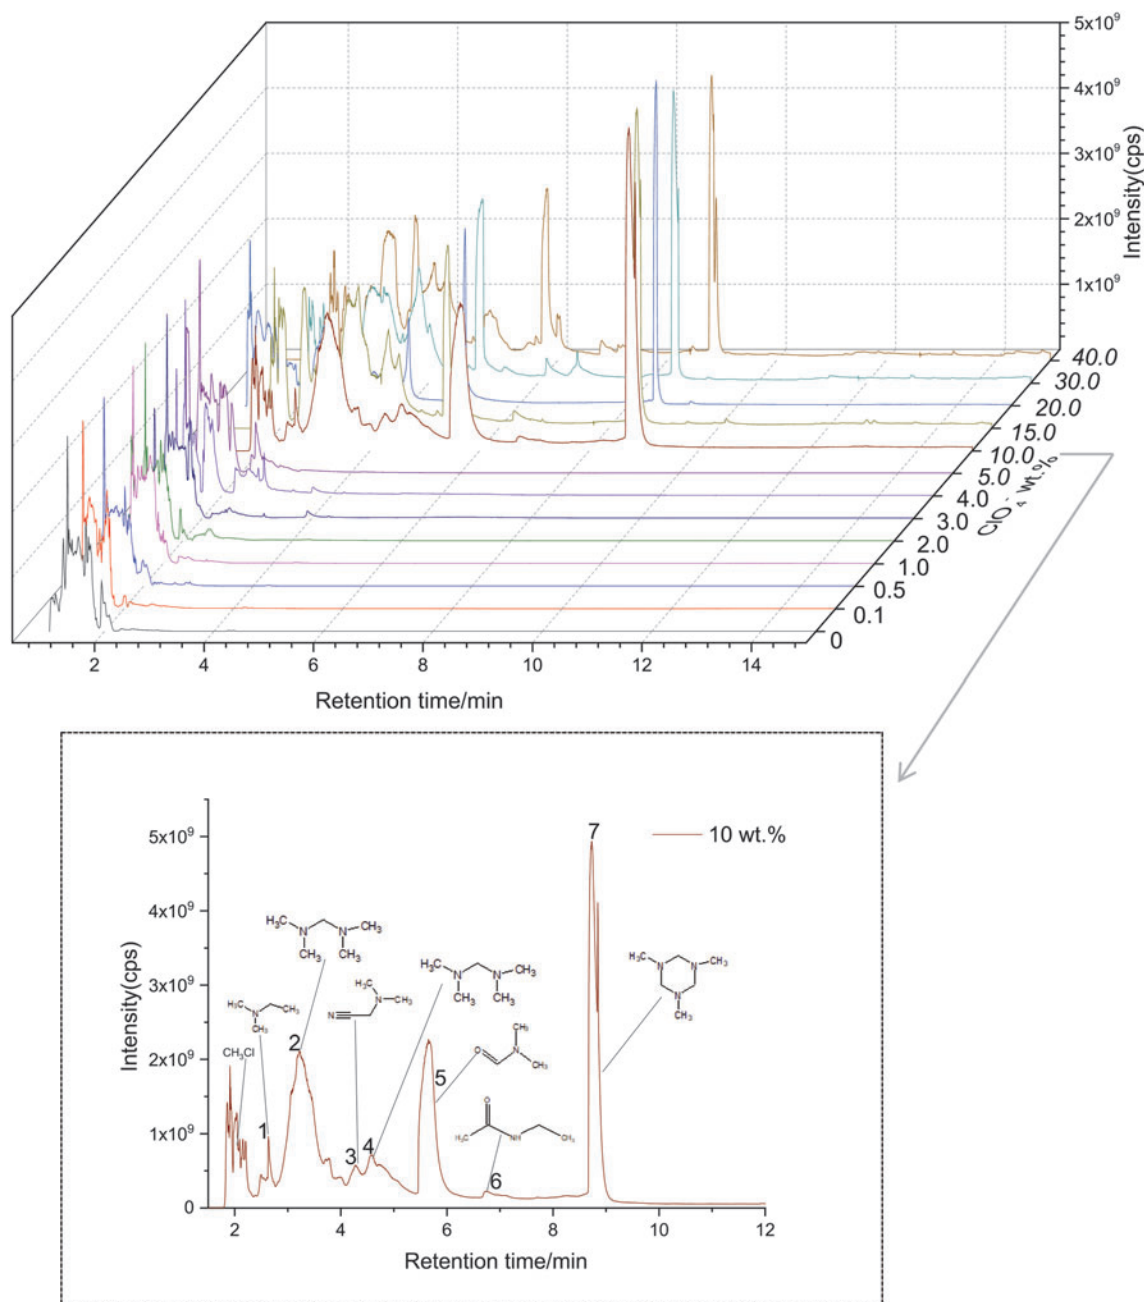 5x10⁹
4x10⁹
3x10⁹
2x10⁹
1x10⁹
Intensity(cps)
40.0
30.0
20.0
15.0
10.0
5.0
4.0
3.0
2.0
1.0
0.5
0.1
0
ClO₄⁻ wt.%
2 4 6 8 10 12 14
Retention time/min
5x10⁹
4x10⁹
3x10⁹
2x10⁹
1x10⁹
0
Intensity(cps)
10 wt.%
7
H₃C N N CH₃
CH₃ CH₃
H₃C N CH₃
CH₃
CH₃Cl
N H₃C N CH₃
H₃C N N CH₃
CH₃ CH₃
CH₃
O N CH₃
O
H₃C NH CH₃
H₃C N N CH₃
N
CH₃
1 2 3 4 5 6
2 4 6 8 10 12
Retention time/min